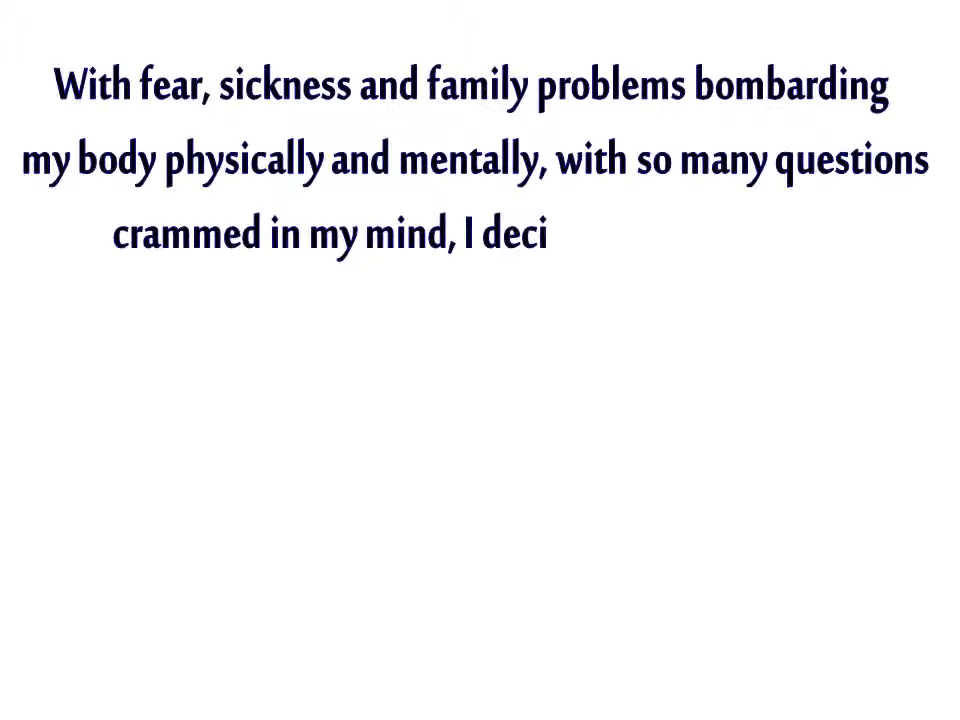 With fear, sickness and family problems bombarding
my body physically and mentally, with so many questions
crammed in my mind, I deci